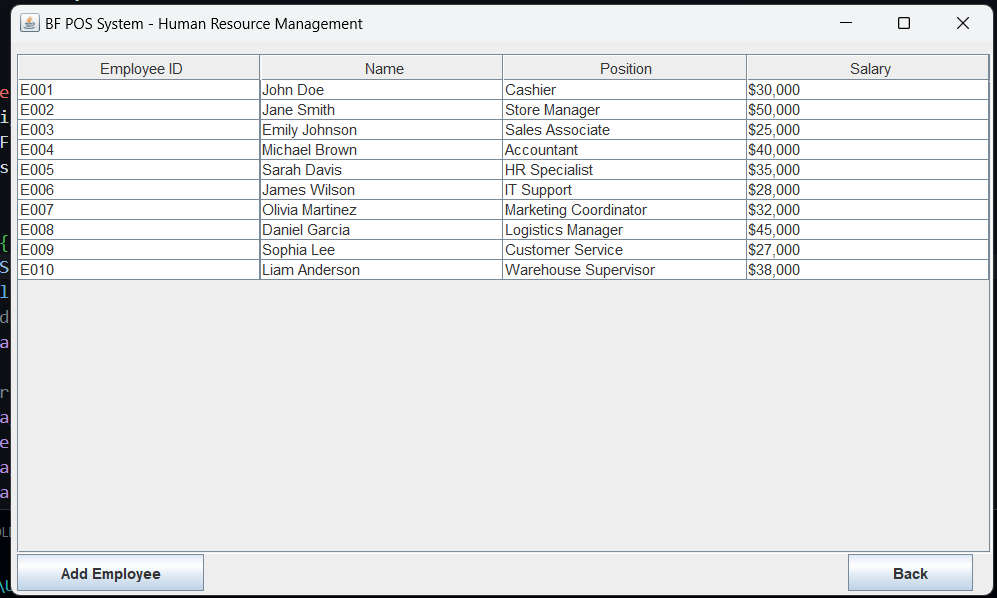 BF POS System - Human Resource Management
Employee ID Name Position Salary
E001 John Doe Cashier $30,000
E002 Jane Smith Store Manager $50,000
E003 Emily Johnson Sales Associate $25,000
E004 Michael Brown Accountant $40,000
E005 Sarah Davis HR Specialist $35,000
E006 James Wilson IT Support $28,000
E007 Olivia Martinez Marketing Coordinator $32,000
E008 Daniel Garcia Logistics Manager $45,000
E009 Sophia Lee Customer Service $27,000
E010 Liam Anderson Warehouse Supervisor $38,000
Add Employee Back